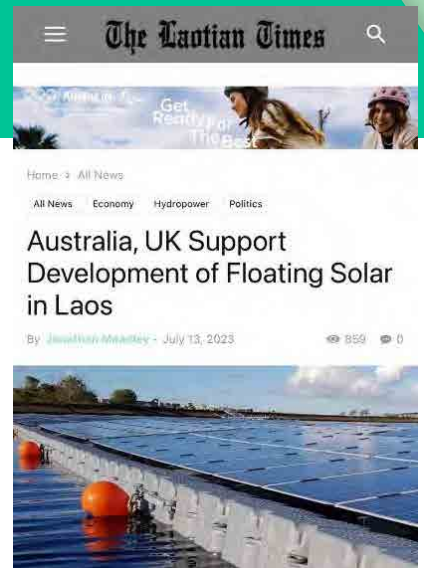 The Laotian Times
Get
Ready For
The Best
Home > All News
All News Economy Hydropower Politics
Australia, UK Support
Development of Floating Solar
in Laos
By Jonathan Meadley - July 13, 2023 859 0